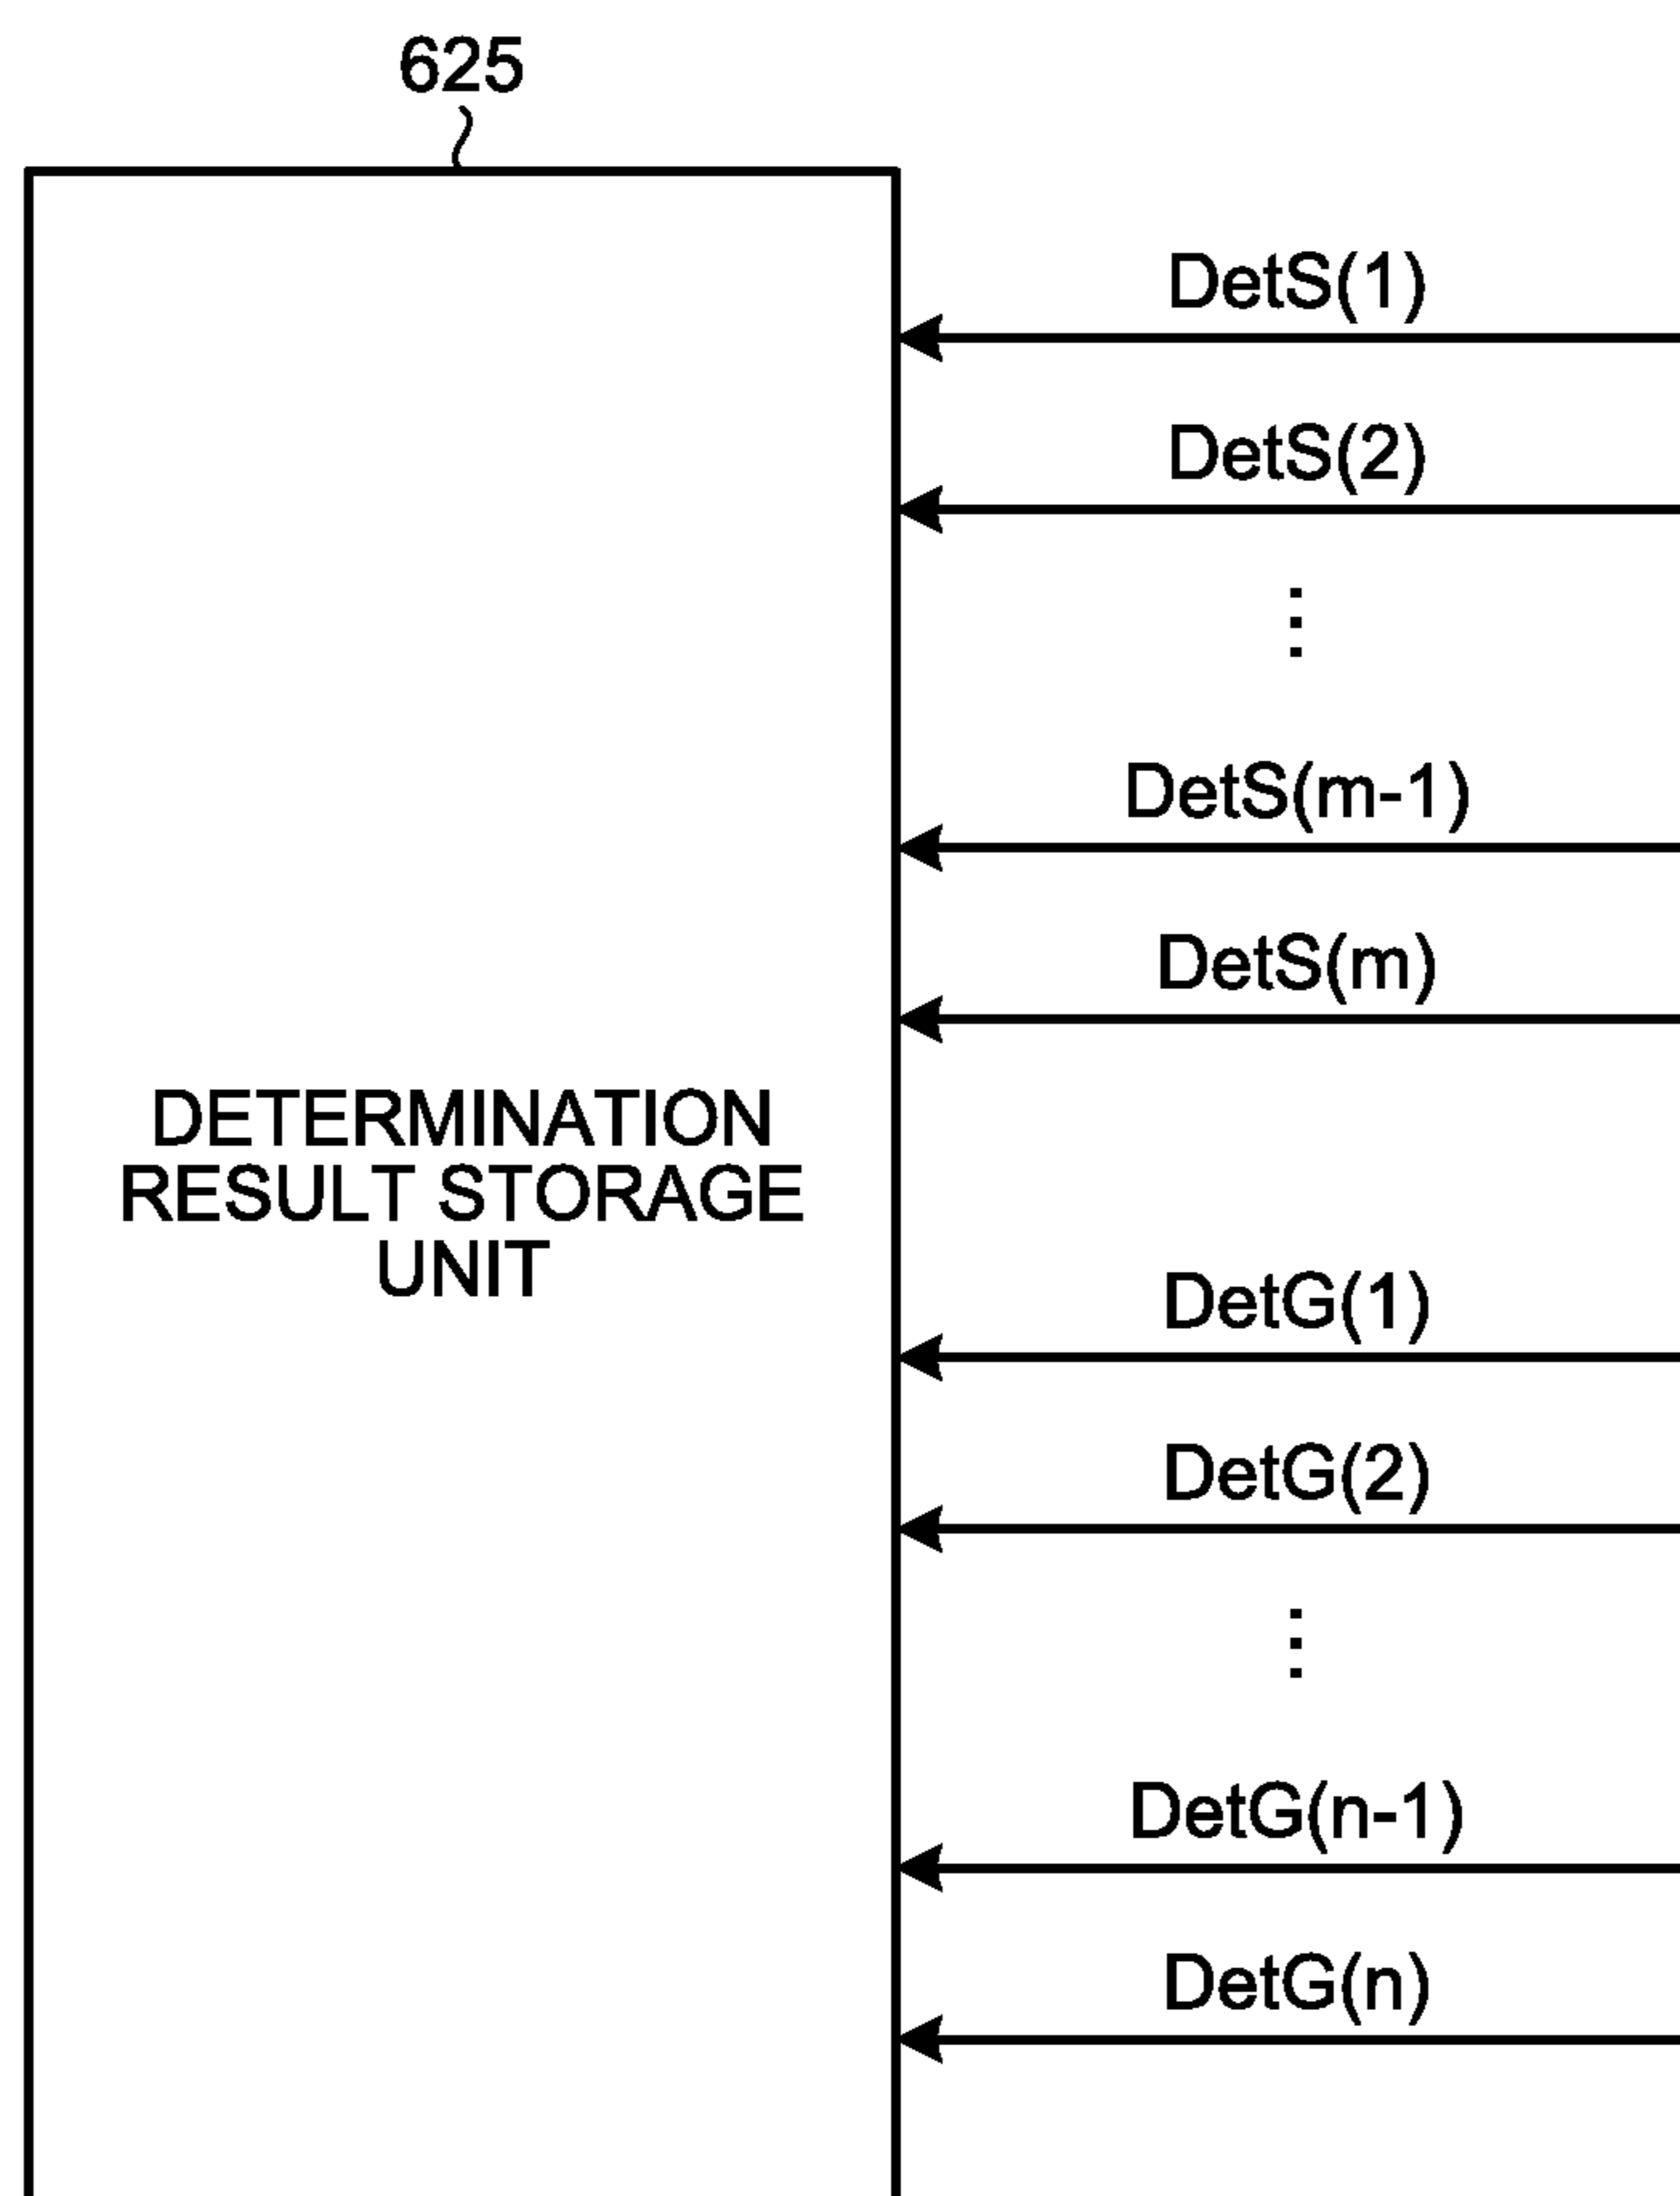 625
DetS(1)
DetS(2)
⋮
DetS(m-1)
DetS(m)
DETERMINATION
RESULT STORAGE
UNIT
DetG(1)
DetG(2)
⋮
DetG(n-1)
DetG(n)